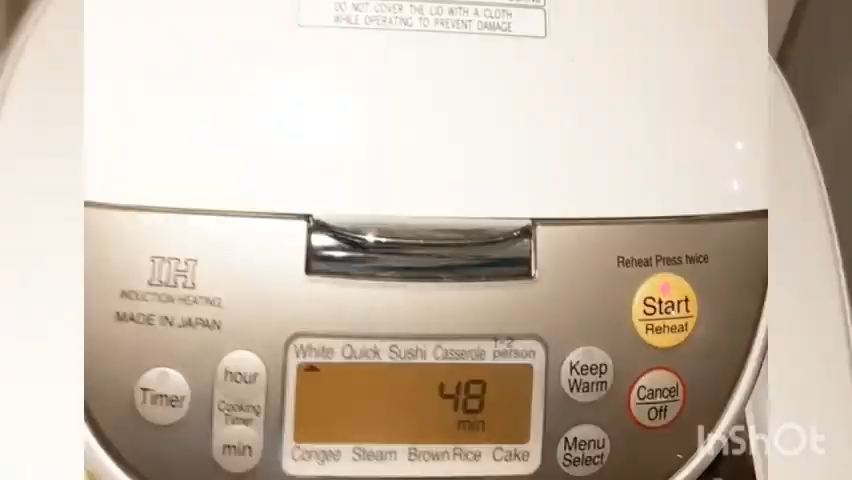 DO NOT COVER THE LID WITH A CLOTH
WHILE OPERATING TO PREVENT DAMAGE
IH
INDUCTION HEATING
MADE IN JAPAN
Reheat Press twice
Start
Reheat
White Quick Sushi Casserole 1-2 person
48
min
Congee Steam Brown Rice Cake
Timer
hour
Cooking
Timer
min
Keep
Warm
Cancel
Off
Menu
Select
InShOt